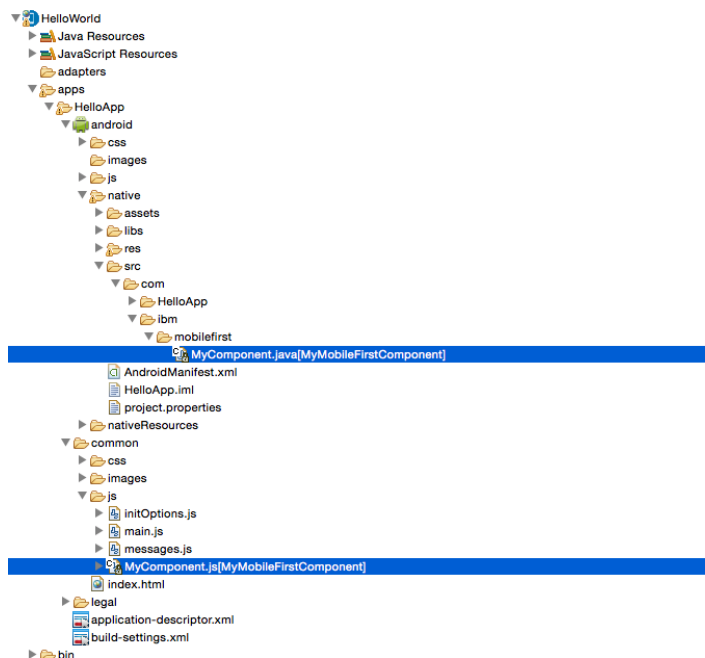 HelloWorld
Java Resources
JavaScript Resources
adapters
apps
HelloApp
android
css
images
js
native
assets
libs
res
src
com
HelloApp
ibm
mobilefirst
MyComponent.java[MyMobileFirstComponent]
AndroidManifest.xml
HelloApp.iml
project.properties
nativeResources
common
css
images
js
initOptions.js
main.js
messages.js
MyComponent.js[MyMobileFirstComponent]
index.html
legal
application-descriptor.xml
build-settings.xml
bin